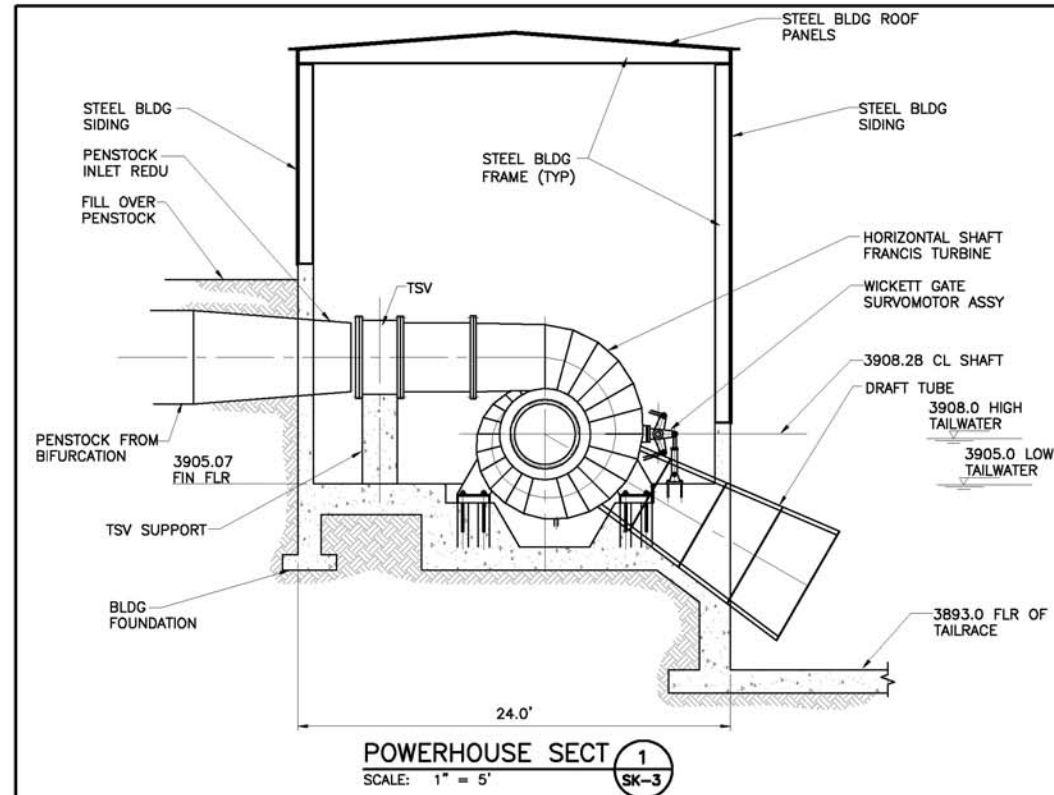 STEEL BLDG ROOF
PANELS
STEEL BLDG
SIDING
STEEL BLDG
SIDING
PENSTOCK
INLET REDU
STEEL BLDG
FRAME (TYP)
FILL OVER
PENSTOCK
HORIZONTAL SHAFT
FRANCIS TURBINE
TSV
WICKETT GATE
SURVOMOTOR ASSY
3908.28 CL SHAFT
DRAFT TUBE
3908.0 HIGH
TAILWATER
PENSTOCK FROM
BIFURCATION
3905.0 LOW
TAILWATER
3905.07
FIN FLR
TSV SUPPORT
BLDG
FOUNDATION
3893.0 FLR OF
TAILRACE
24.0'
POWERHOUSE SECT
1
SCALE: 1" = 5'
SK-3